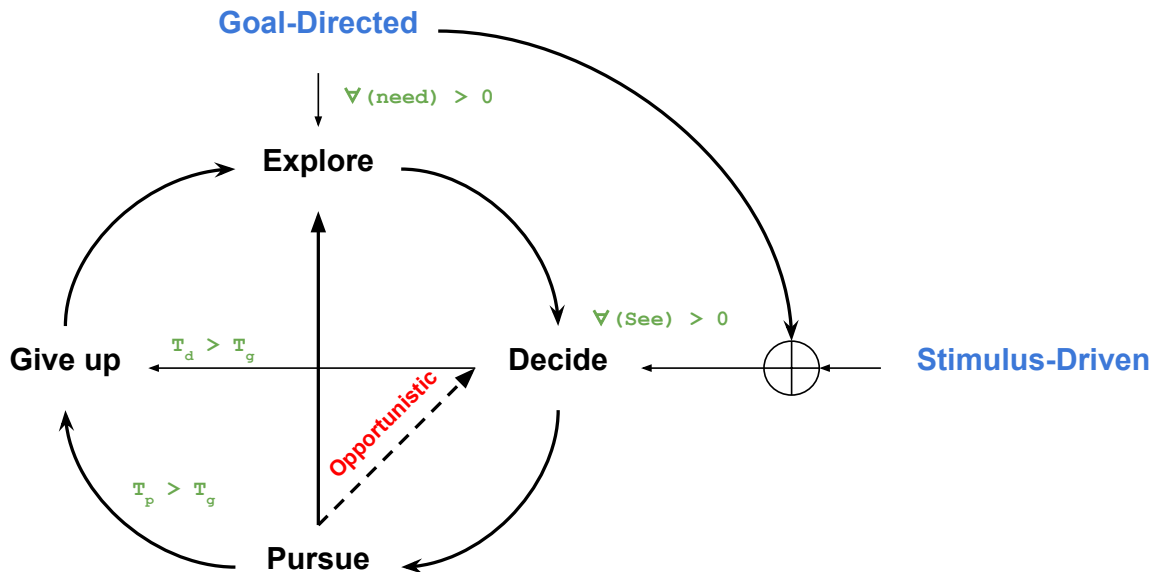 Goal-Directed
∀(need) > 0
Explore
∀(See) > 0
Give up
T_d > T_g
Decide
Stimulus-Driven
Opportunistic
T_p > T_g
Pursue